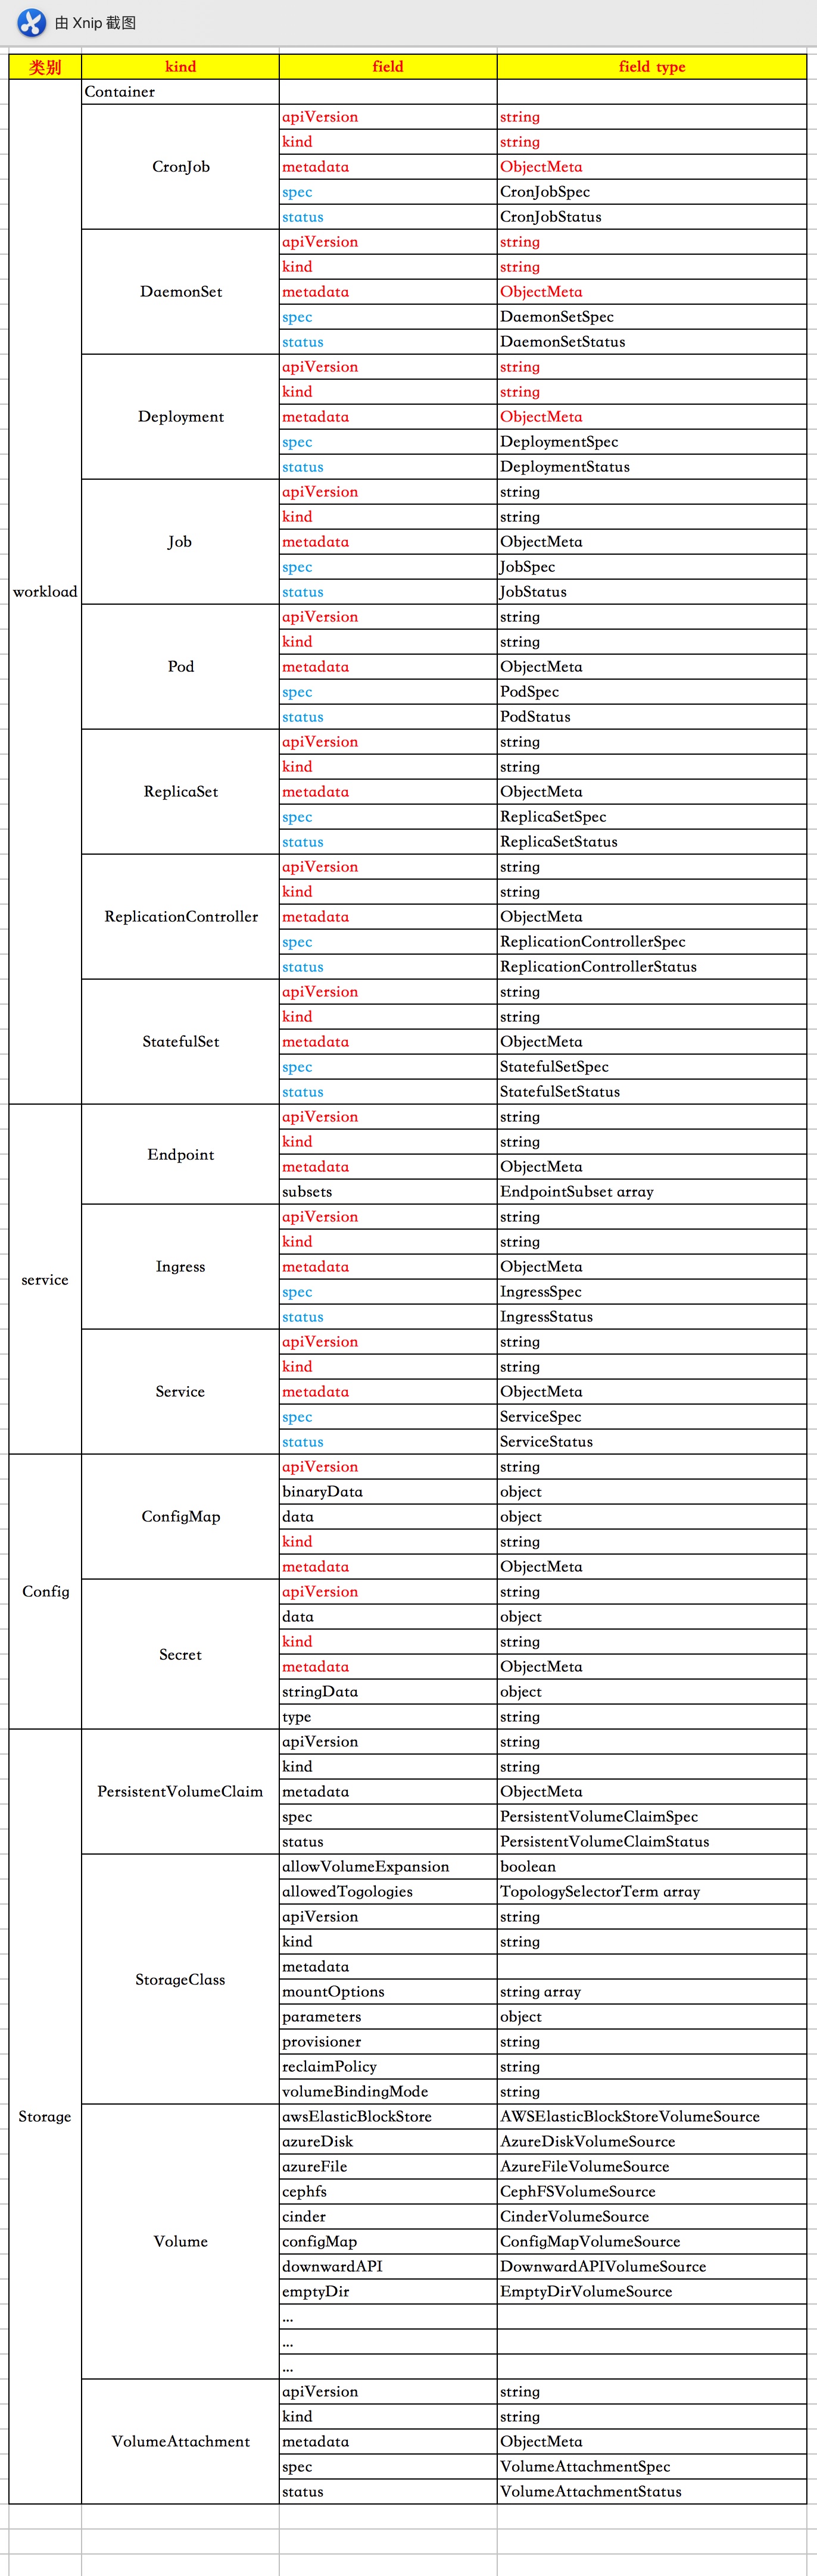 由 Xnip 截图
类别 kind field field type
Container
apiVersion string
kind string
CronJob metadata ObjectMeta
spec CronJobSpec
status CronJobStatus
apiVersion string
kind string
DaemonSet metadata ObjectMeta
spec DaemonSetSpec
status DaemonSetStatus
apiVersion string
kind string
Deployment metadata ObjectMeta
spec DeploymentSpec
status DeploymentStatus
apiVersion string
kind string
Job metadata ObjectMeta
spec JobSpec
workload status JobStatus
apiVersion string
kind string
Pod metadata ObjectMeta
spec PodSpec
status PodStatus
apiVersion string
kind string
ReplicaSet metadata ObjectMeta
spec ReplicaSetSpec
status ReplicaSetStatus
apiVersion string
kind string
ReplicationController metadata ObjectMeta
spec ReplicationControllerSpec
status ReplicationControllerStatus
apiVersion string
kind string
StatefulSet metadata ObjectMeta
spec StatefulSetSpec
status StatefulSetStatus
apiVersion string
kind string
Endpoint
metadata ObjectMeta
subsets EndpointSubset array
apiVersion string
kind string
Ingress metadata ObjectMeta
service
spec IngressSpec
status IngressStatus
apiVersion string
kind string
Service metadata ObjectMeta
spec ServiceSpec
status ServiceStatus
apiVersion string
binaryData object
ConfigMap data object
kind string
metadata ObjectMeta
Config apiVersion string
data object
kind string
Secret
metadata ObjectMeta
stringData object
type string
apiVersion string
kind string
PersistentVolumeClaim metadata ObjectMeta
spec PersistentVolumeClaimSpec
status PersistentVolumeClaimStatus
allowVolumeExpansion boolean
allowedTogologies TopologySelectorTerm array
apiVersion string
kind string
metadata
StorageClass
mountOptions string array
parameters object
provisioner string
reclaimPolicy string
volumeBindingMode string
Storage awsElasticBlockStore AWSElasticBlockStoreVolumeSource
azureDisk AzureDiskVolumeSource
azureFile AzureFileVolumeSource
cephfs CephFSVolumeSource
cinder CinderVolumeSource
Volume configMap ConfigMapVolumeSource
downwardAPI DownwardAPIVolumeSource
emptyDir EmptyDirVolumeSource
...
...
...
apiVersion string
kind string
VolumeAttachment metadata ObjectMeta
spec VolumeAttachmentSpec
status VolumeAttachmentStatus